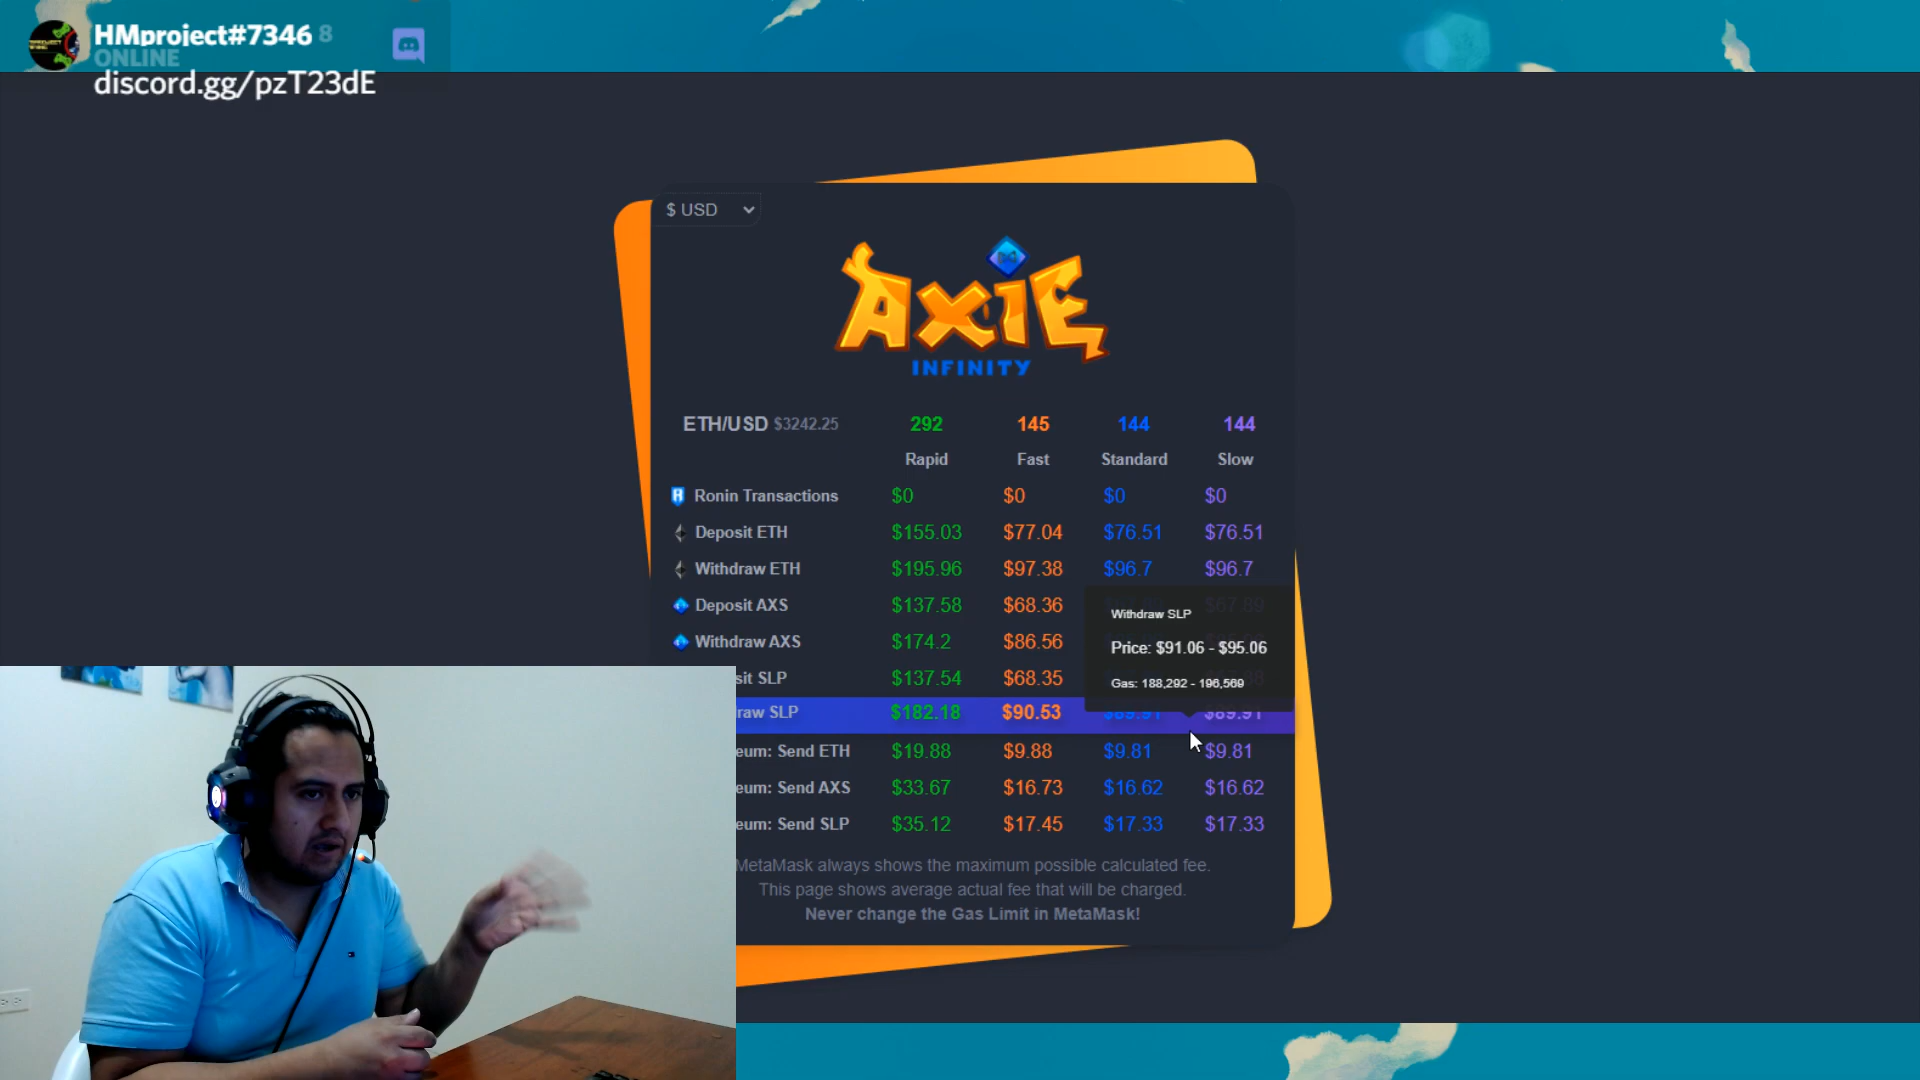 HMproject#7346 8
ONLINE
discord.gg/pzT23dE
$ USD
AXIE
INFINITY
ETH/USD $3242.25 292 145 144 144
Rapid Fast Standard Slow
Ronin Transactions $0 $0 $0 $0
Deposit ETH $155.03 $77.04 $76.51 $76.51
Withdraw ETH $195.96 $97.38 $96.7 $96.7
Deposit AXS $137.58 $68.36
Withdraw AXS $174.2 $86.56
sit SLP $137.54 $68.35
raw SLP $182.18 $90.53 $89.91 $89.91
Withdraw SLP
Price: $91.06 - $95.06
Gas: 188,292 - 196,569
eum: Send ETH $19.88 $9.88 $9.81 $9.81
eum: Send AXS $33.67 $16.73 $16.62 $16.62
eum: Send SLP $35.12 $17.45 $17.33 $17.33
MetaMask always shows the maximum possible calculated fee.
This page shows average actual fee that will be charged.
Never change the Gas Limit in MetaMask!